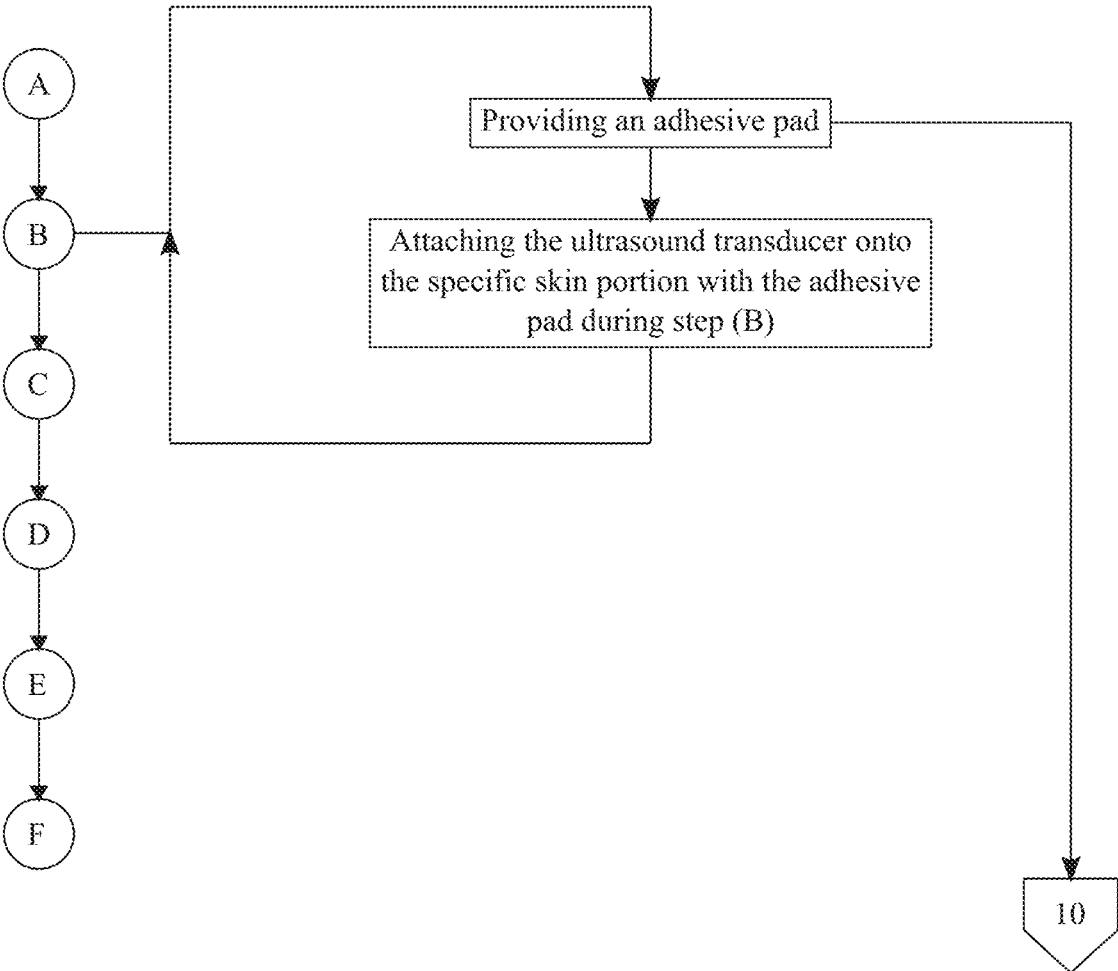 A
Providing an adhesive pad
B
Attaching the ultrasound transducer onto
the specific skin portion with the adhesive
pad during step (B)
C
D
E
F
10